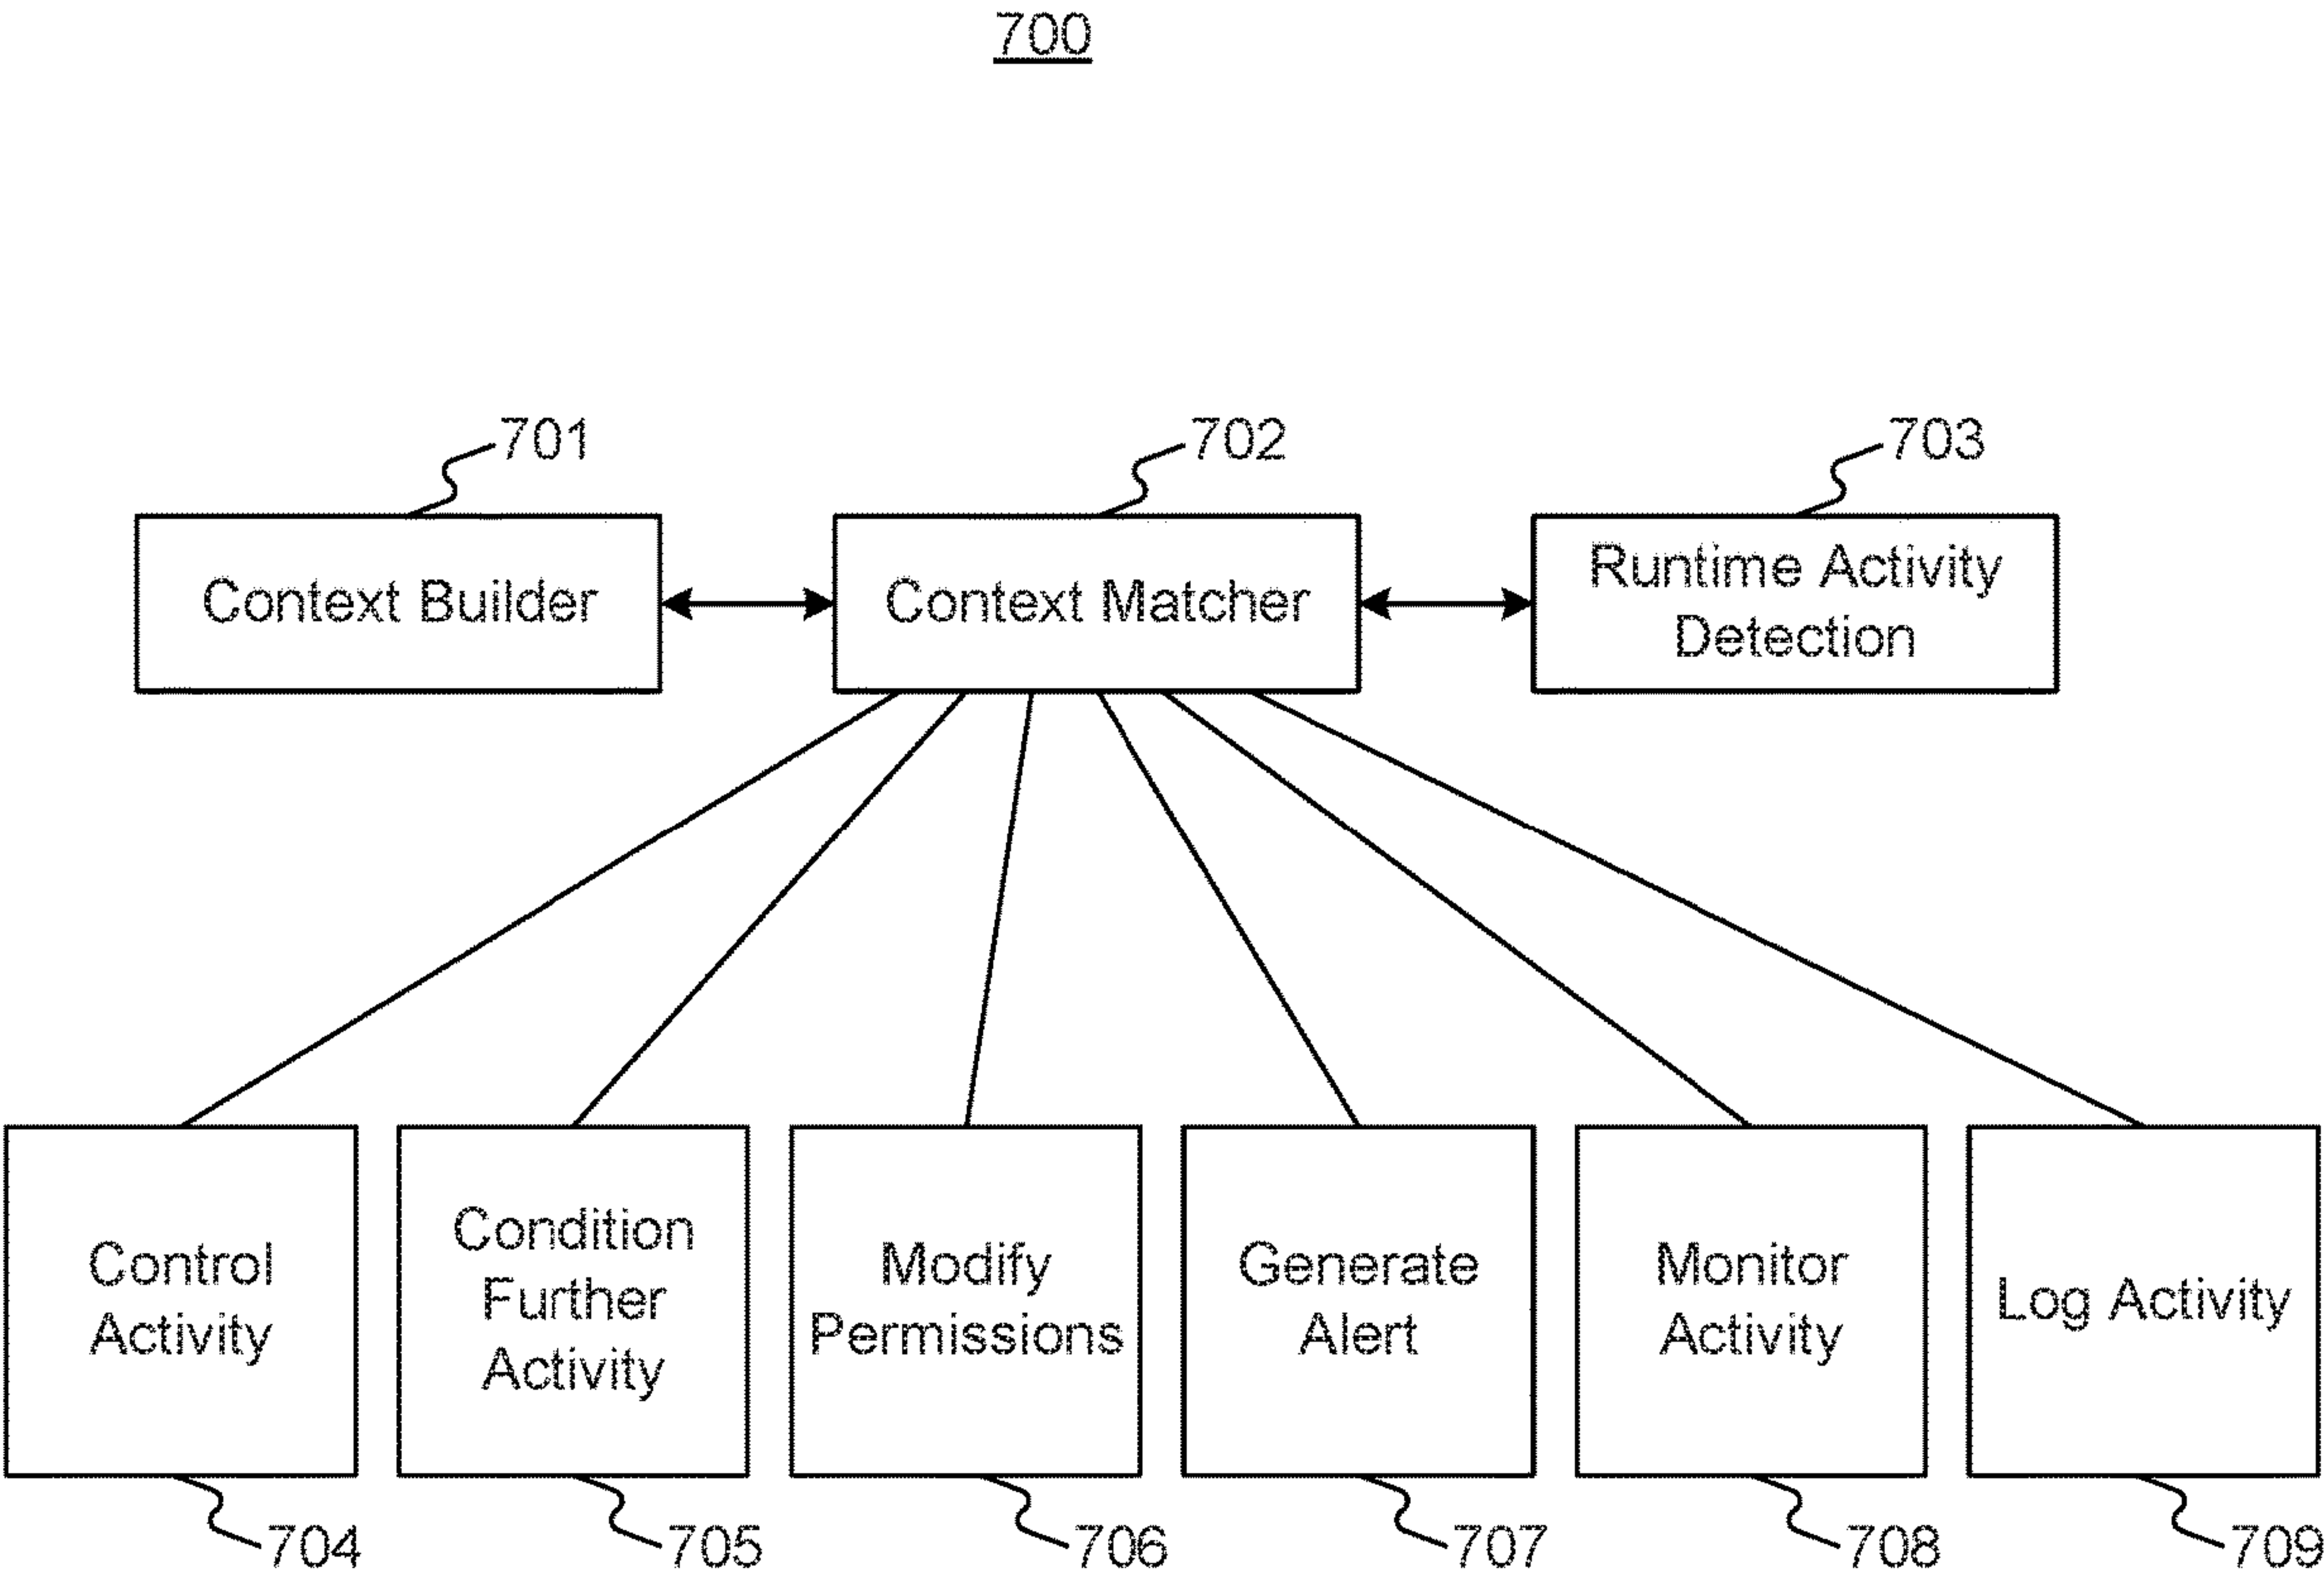 700
701
702
703
Context Builder
Context Matcher
Runtime Activity
Detection
Control
Activity
Condition
Further
Activity
Modify
Permissions
Generate
Alert
Monitor
Activity
Log Activity
704
705
706
707
708
709